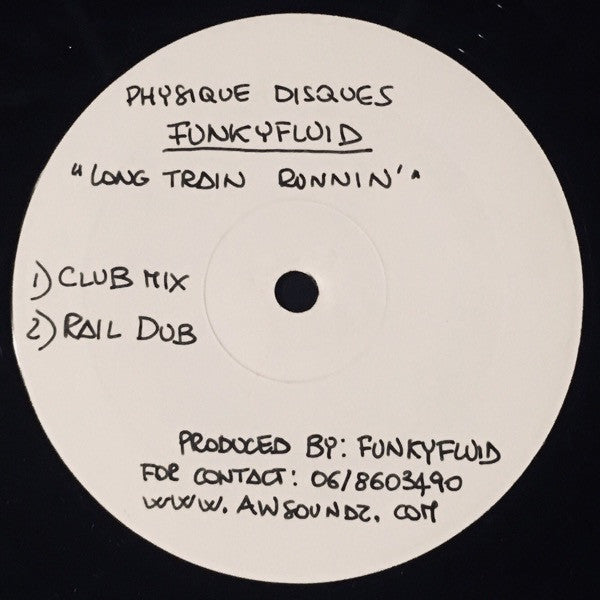 PHYSIQUE DISQUES
FUNKYFLUID
"LONG TRAIN RUNNIN'"
1) CLUB MIX
2) RAIL DUB
PRODUCED BY: FUNKYFLUID
FOR CONTACT: 06/8603490
WWW.AWSOUNDZ.COM